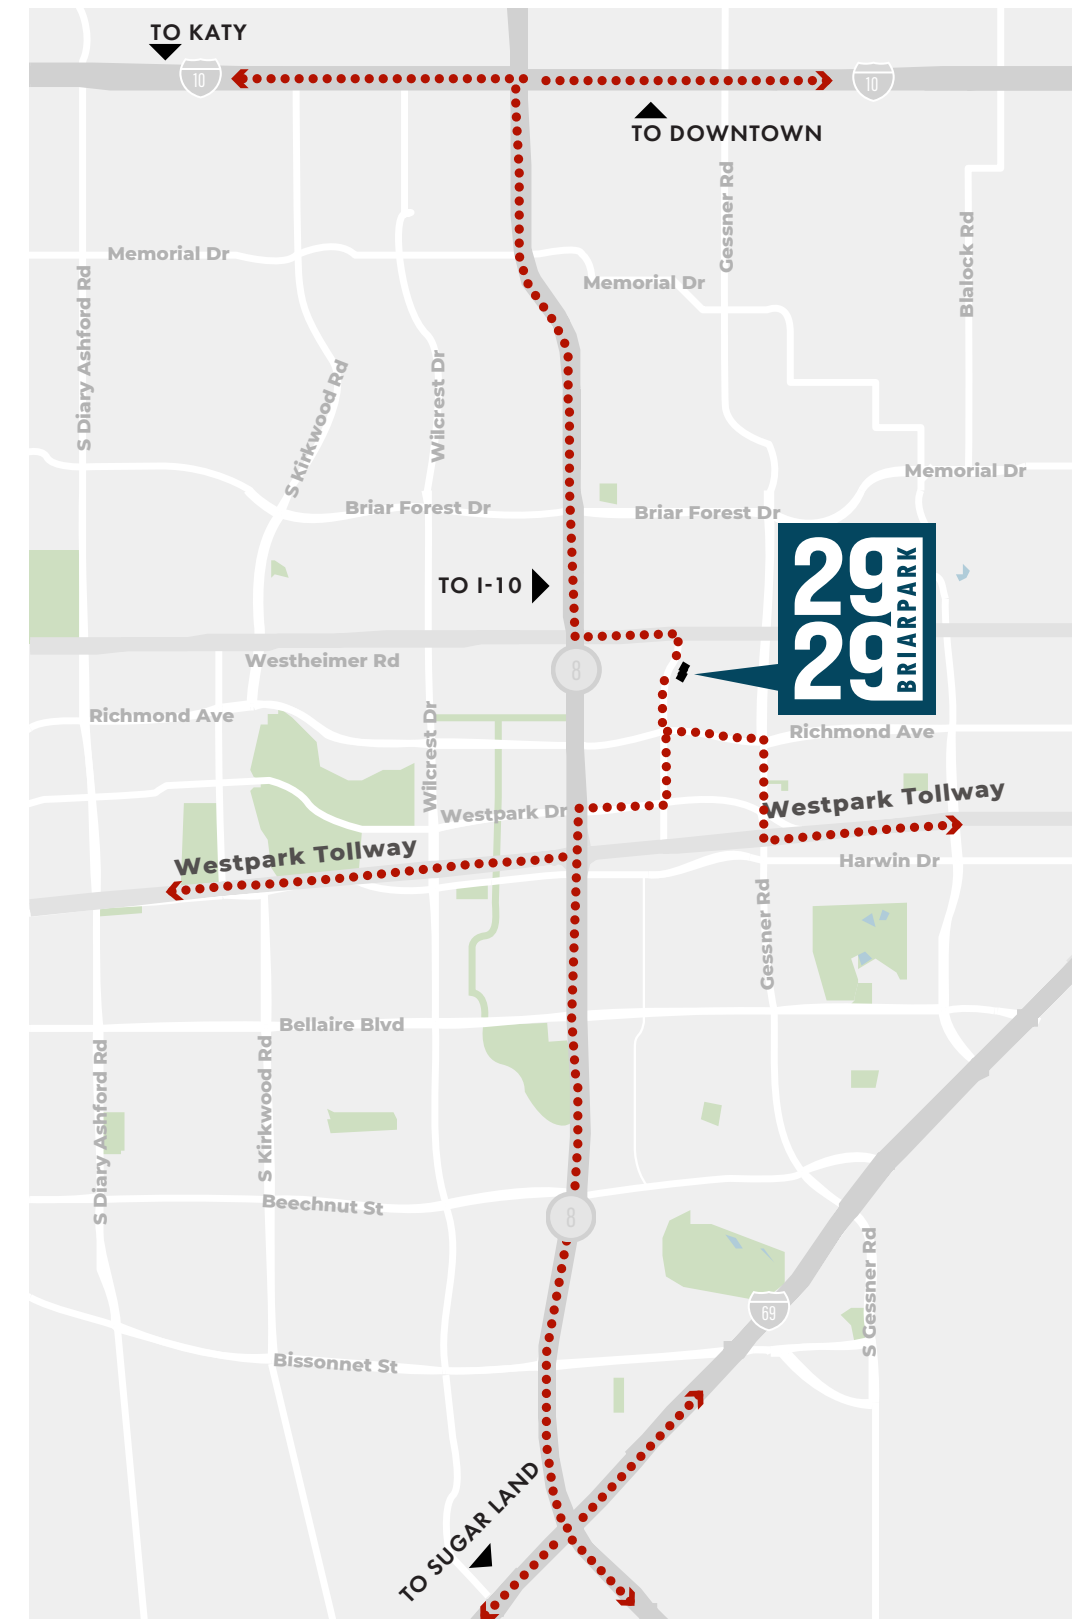 TO KATY
10
10
TO DOWNTOWN
Gessner Rd
Blalock Rd
Memorial Dr
Memorial Dr
S Diary Ashford Rd
S Kirkwood Rd
Wilcrest Dr
Memorial Dr
Briar Forest Dr
Briar Forest Dr
29
29
BRIARPARK
TO I-10
Westheimer Rd
8
Richmond Ave
Wilcrest Dr
Richmond Ave
Westpark Dr
Westpark Tollway
Westpark Tollway
Harwin Dr
Gessner Rd
Bellaire Blvd
S Diary Ashford Rd
S Kirkwood Rd
Beechnut St
8
S Gessner Rd
69
Bissonnet St
TO SUGAR LAND